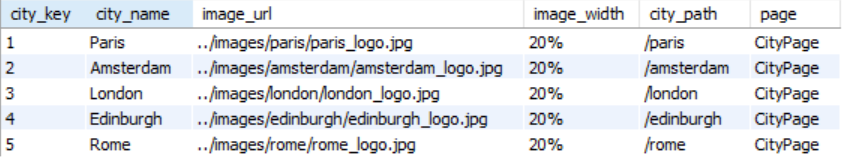 city_key city_name image_url image_width city_path page
1 Paris ../images/paris/paris_logo.jpg 20% /paris CityPage
2 Amsterdam ../images/amsterdam/amsterdam_logo.jpg 20% /amsterdam CityPage
3 London ../images/london/london_logo.jpg 20% /london CityPage
4 Edinburgh ../images/edinburgh/edinburgh_logo.jpg 20% /edinburgh CityPage
5 Rome ../images/rome/rome_logo.jpg 20% /rome CityPage